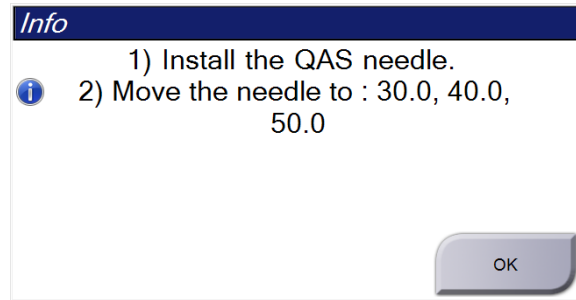 Info
1) Install the QAS needle.
2) Move the needle to : 30.0, 40.0,
50.0
OK